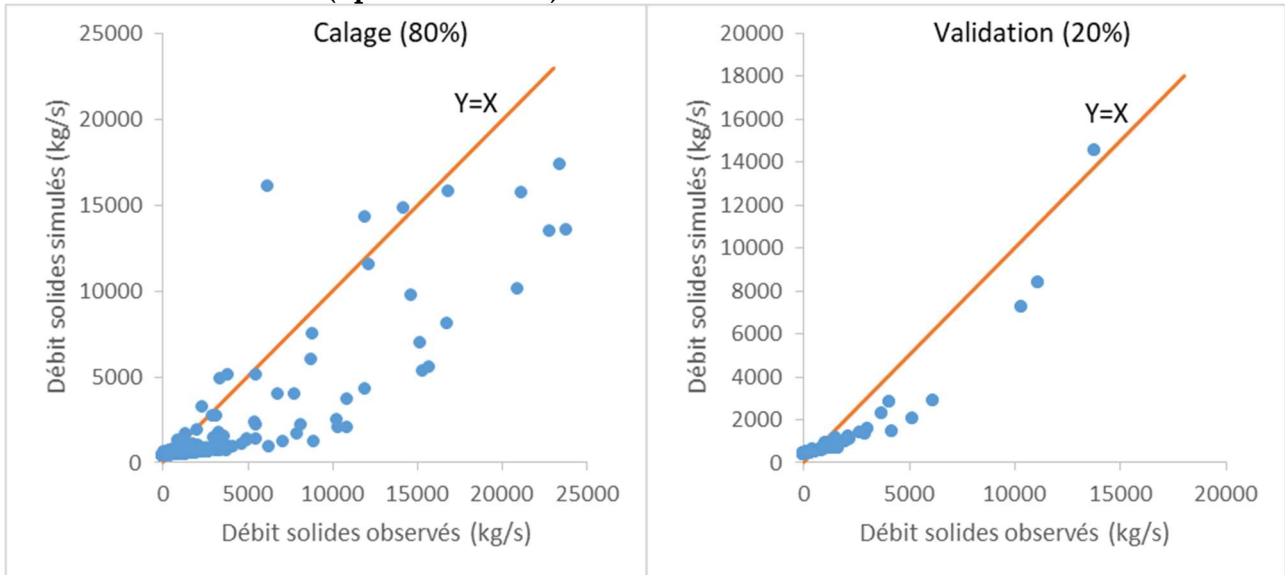 Calage (80%)
Y=X
Débit solides simulés (kg/s)
25000
20000
15000
10000
5000
0
0 5000 10000 15000 20000 25000
Débit solides observés (kg/s)
Validation (20%)
Y=X
Débit solides simulés (kg/s)
20000
18000
16000
14000
12000
10000
8000
6000
4000
2000
0
0 5000 10000 15000 20000
Débit solides observés (kg/s)